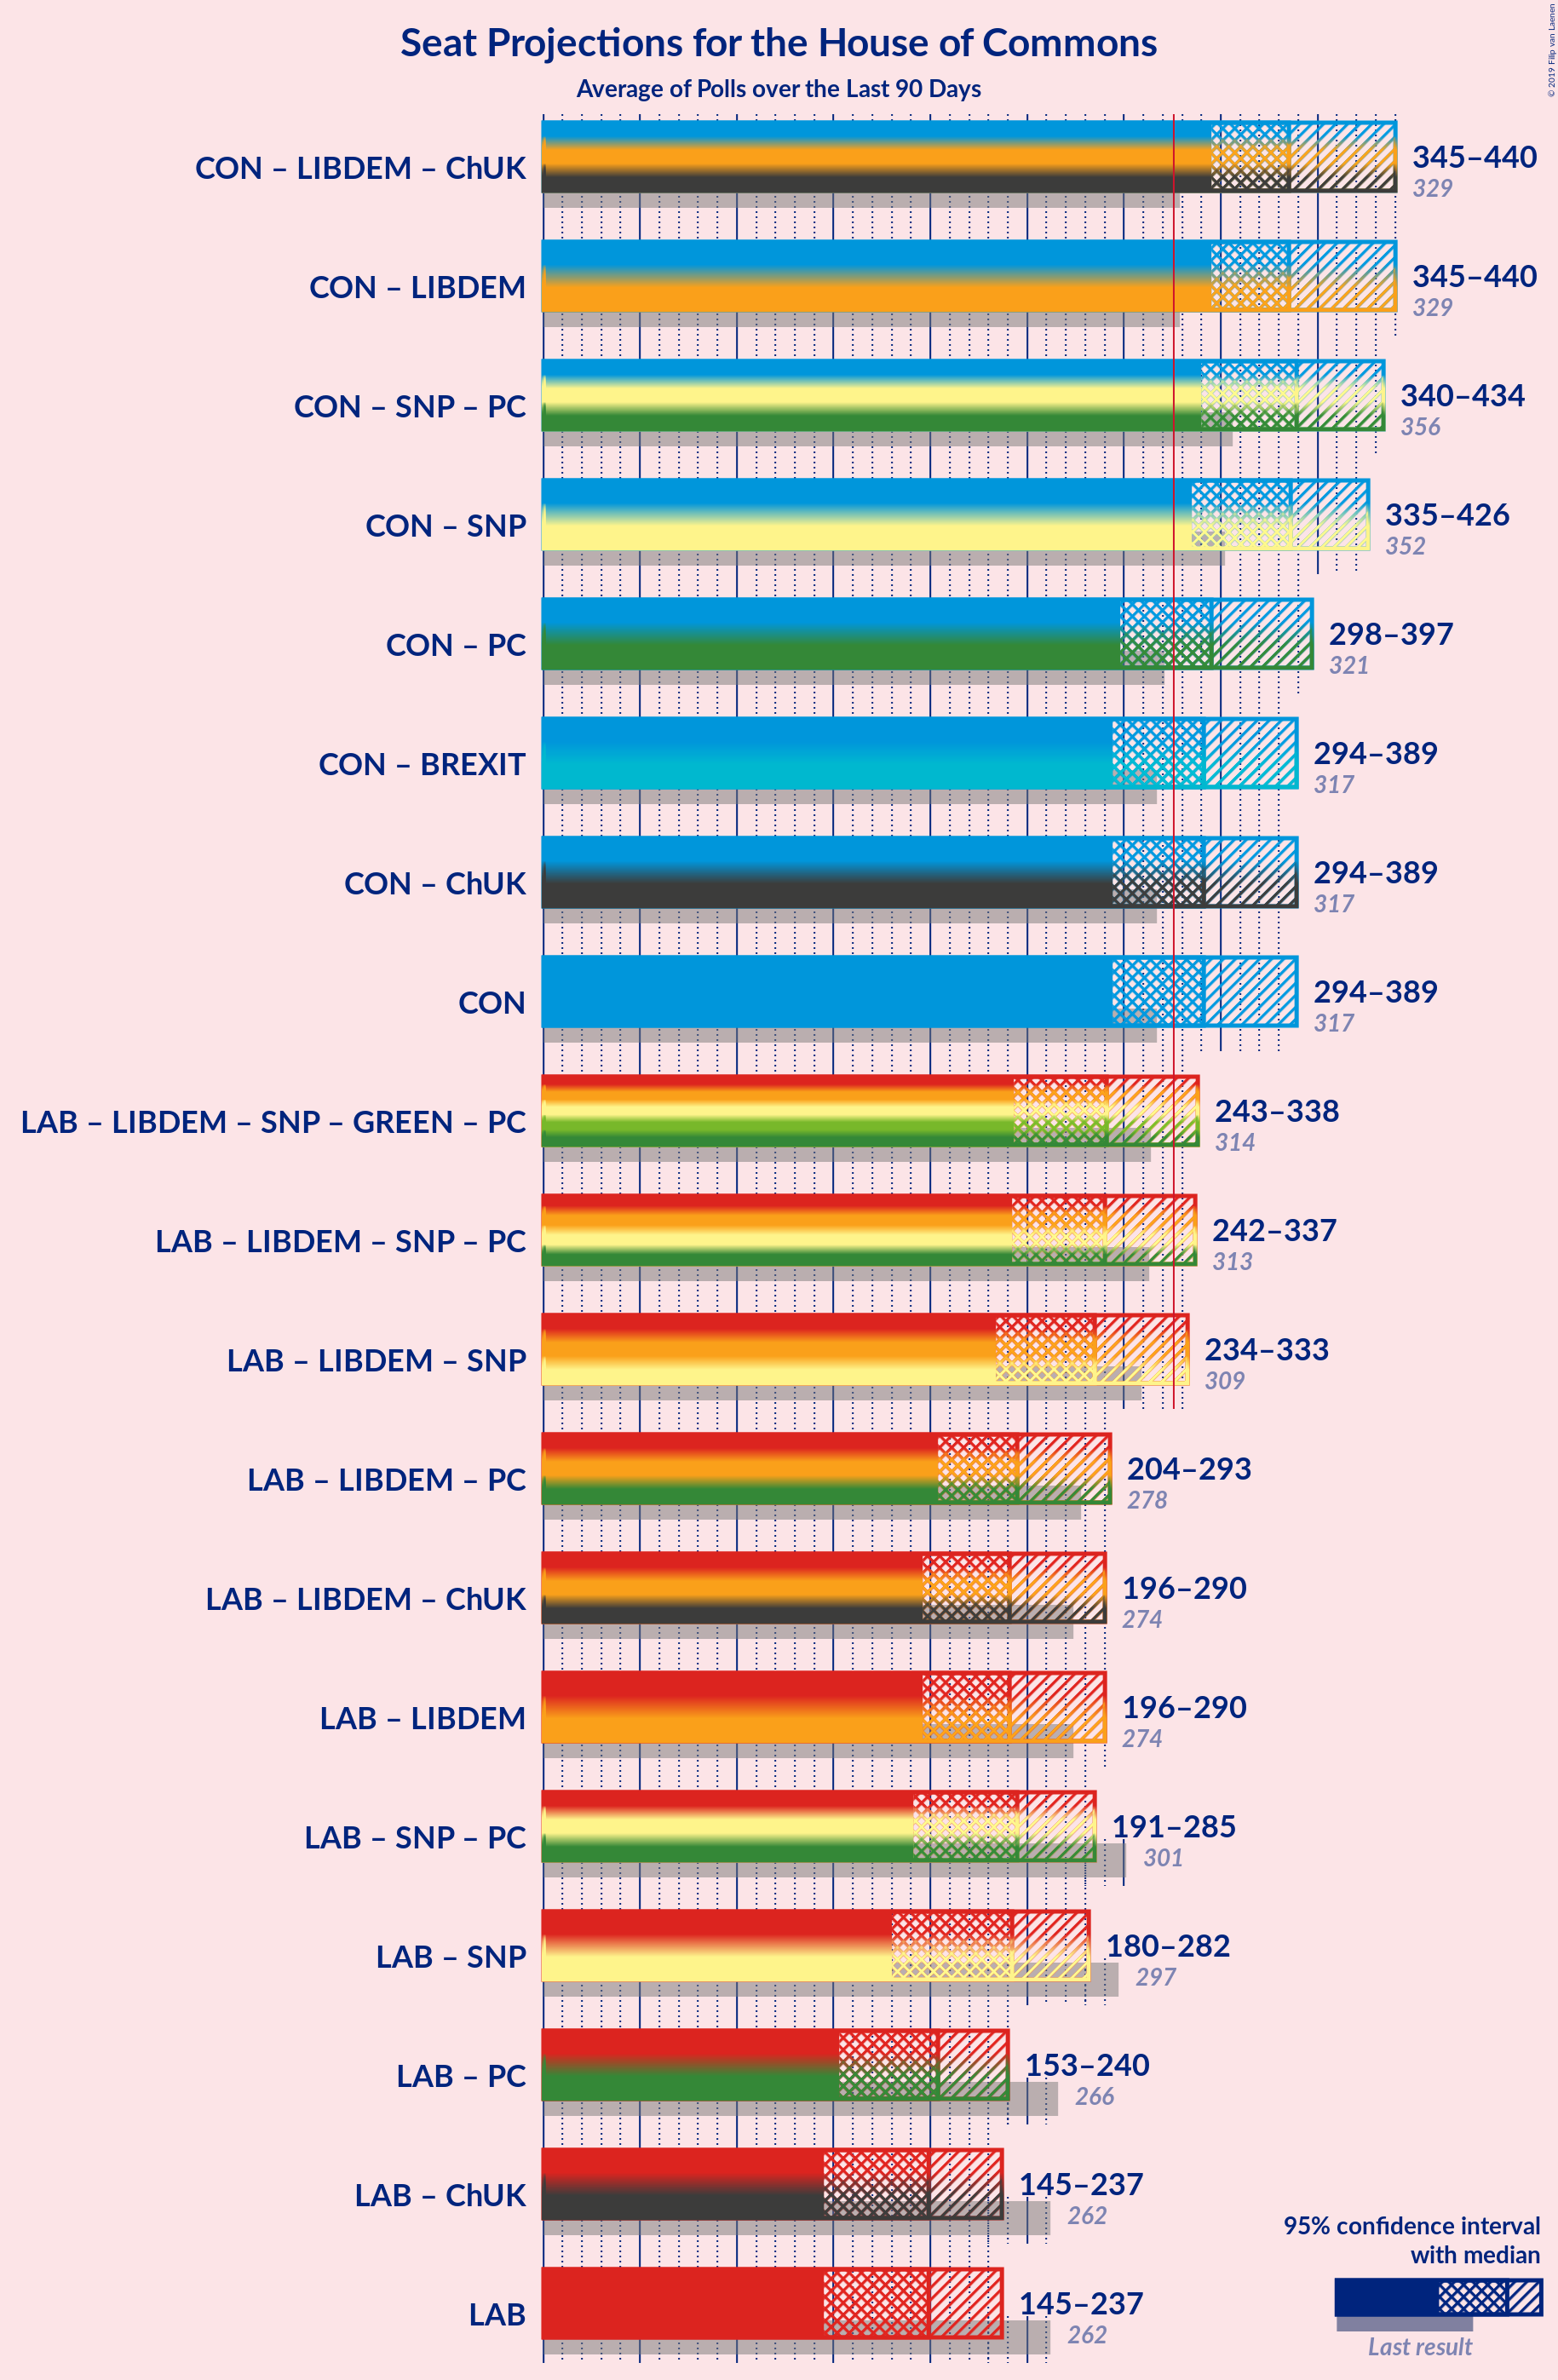 Seat Projections for the House of Commons
Average of Polls over the Last 90 Days
© 2019 Filip van Laenen
CON – LIBDEM – ChUK
345–440
329
CON – LIBDEM
345–440
329
CON – SNP – PC
340–434
356
CON – SNP
335–426
352
CON – PC
298–397
321
CON – BREXIT
294–389
317
CON – ChUK
294–389
317
CON
294–389
317
LAB – LIBDEM – SNP – GREEN – PC
243–338
314
LAB – LIBDEM – SNP – PC
242–337
313
LAB – LIBDEM – SNP
234–333
309
LAB – LIBDEM – PC
204–293
278
LAB – LIBDEM – ChUK
196–290
274
LAB – LIBDEM
196–290
274
LAB – SNP – PC
191–285
301
LAB – SNP
180–282
297
LAB – PC
153–240
266
LAB – ChUK
145–237
262
LAB
145–237
262
95% confidence interval
with median
Last result